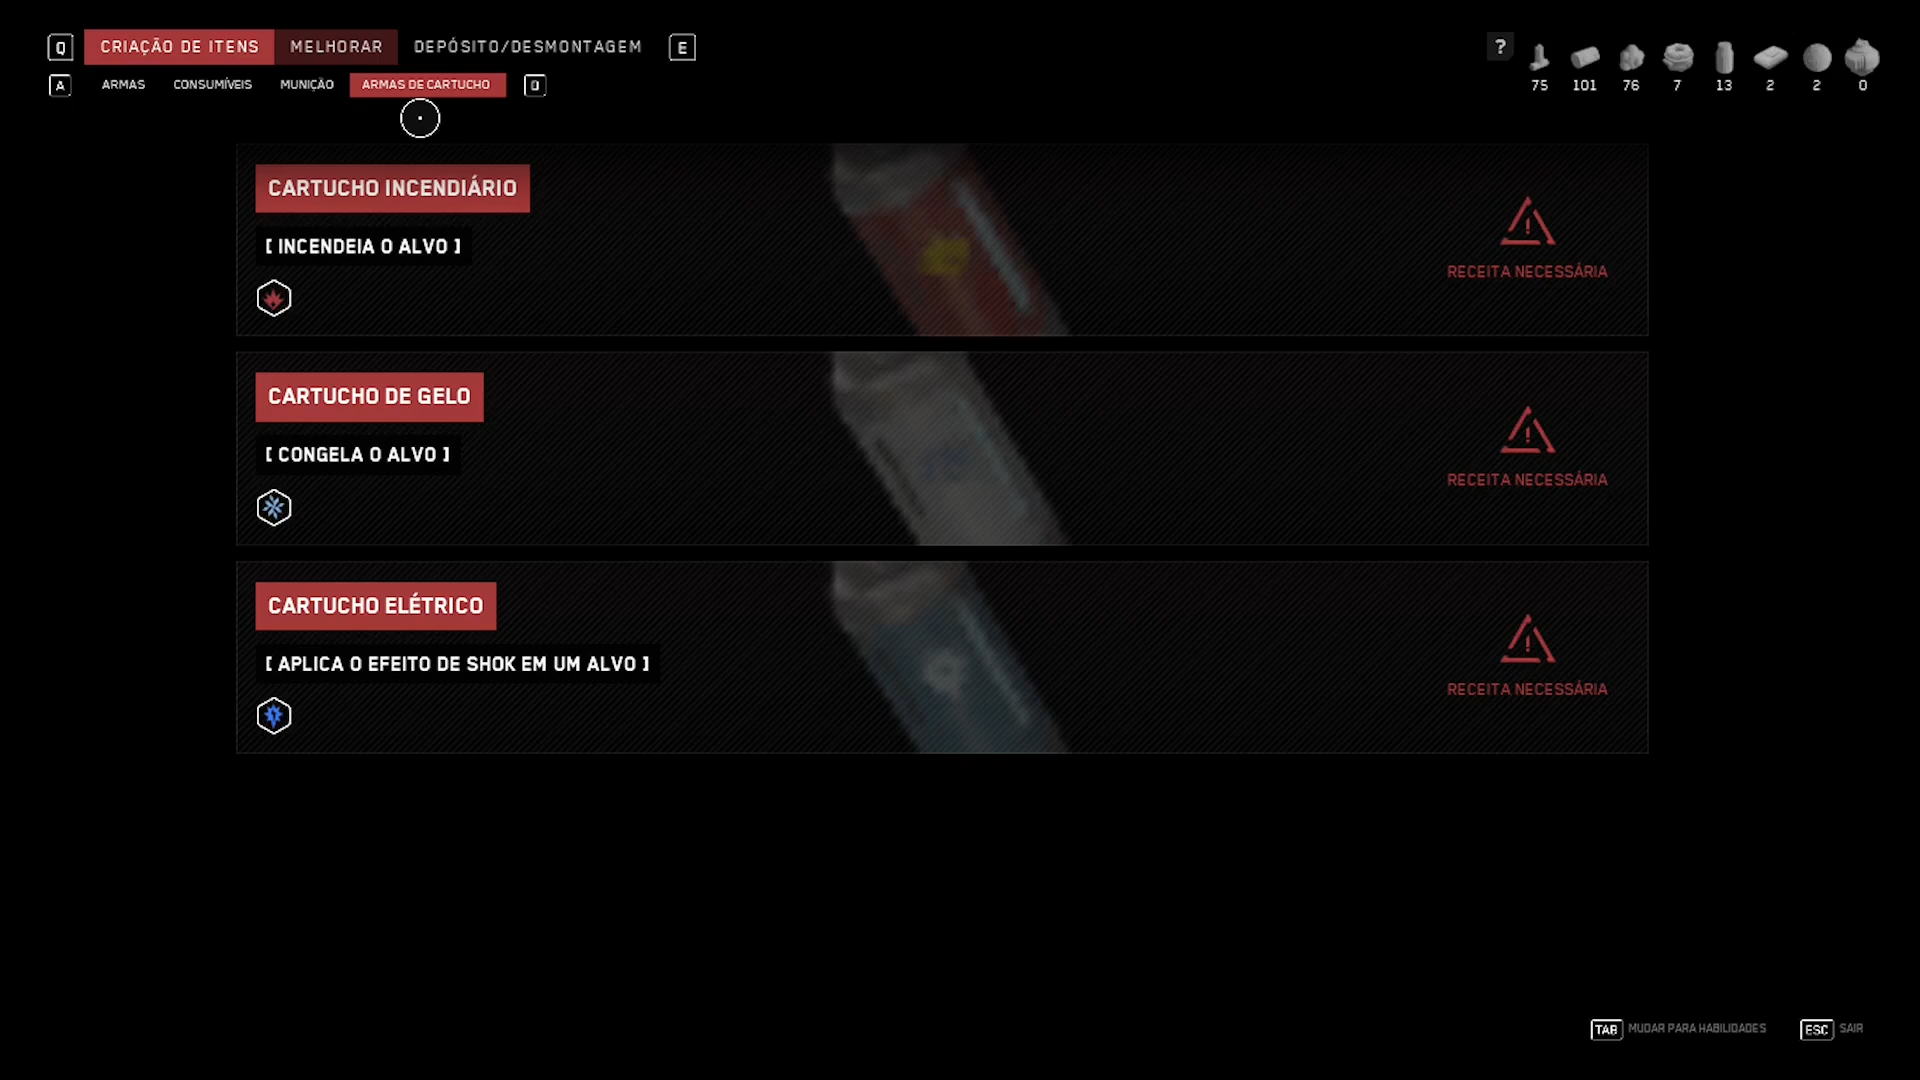 Q CRIAÇÃO DE ITENS MELHORAR DEPÓSITO/DESMONTAGEM E
?
A ARMAS CONSUMÍVEIS MUNIÇÃO ARMAS DE CARTUCHO D
75 101 76 7 13 2 2 0
CARTUCHO INCENDIÁRIO
[ INCENDEIA O ALVO ]
RECEITA NECESSÁRIA
CARTUCHO DE GELO
[ CONGELA O ALVO ]
RECEITA NECESSÁRIA
CARTUCHO ELÉTRICO
[ APLICA O EFEITO DE SHOK EM UM ALVO ]
RECEITA NECESSÁRIA
TAB MUDAR PARA HABILIDADES ESC SAIR